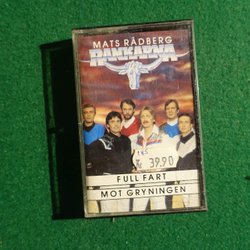 MATS RÅDBERG
RANKARNA
39.90
FULL FART
MOT GRYNINGEN